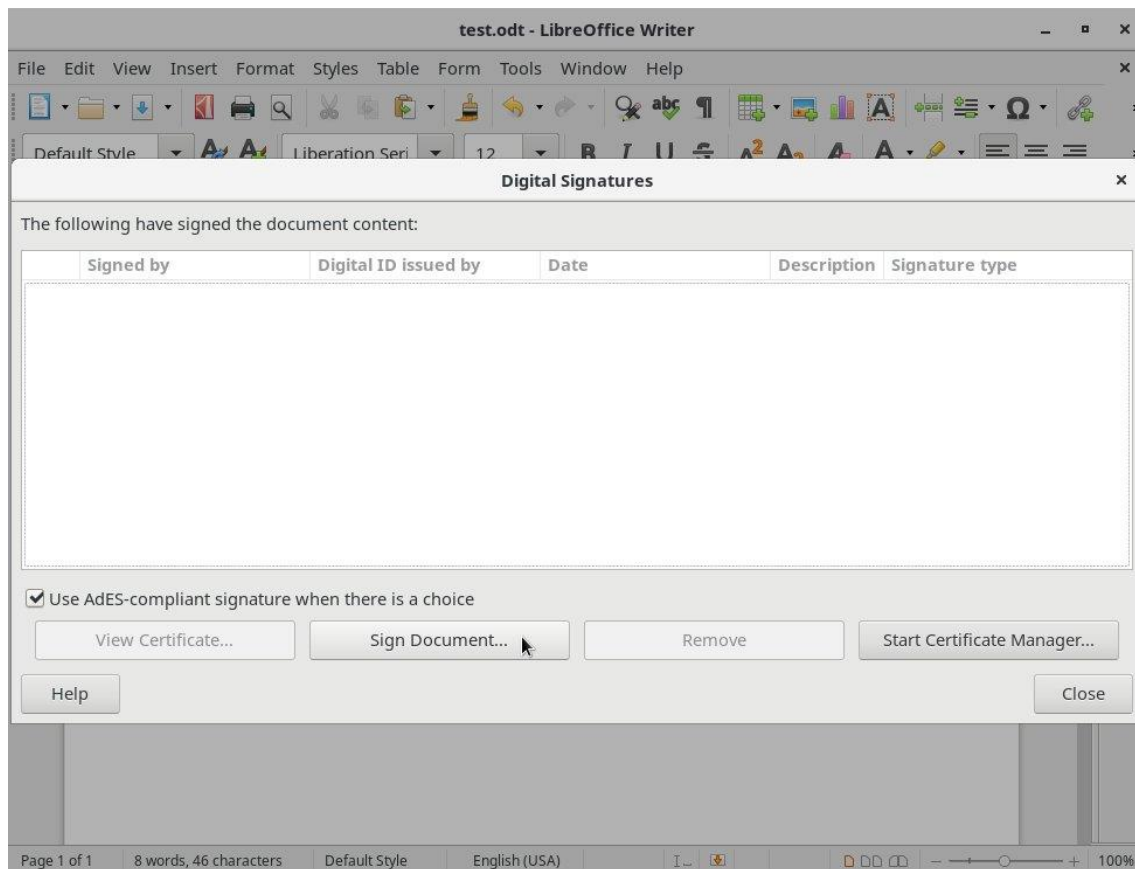 test.odt - LibreOffice Writer
File Edit View Insert Format Styles Table Form Tools Window Help
Default Style Liberation Seri 12
Digital Signatures
The following have signed the document content:
Signed by Digital ID issued by Date Description Signature type
Use AdES-compliant signature when there is a choice
View Certificate... Sign Document... Remove Start Certificate Manager...
Help Close
Page 1 of 1 8 words, 46 characters Default Style English (USA) 100%